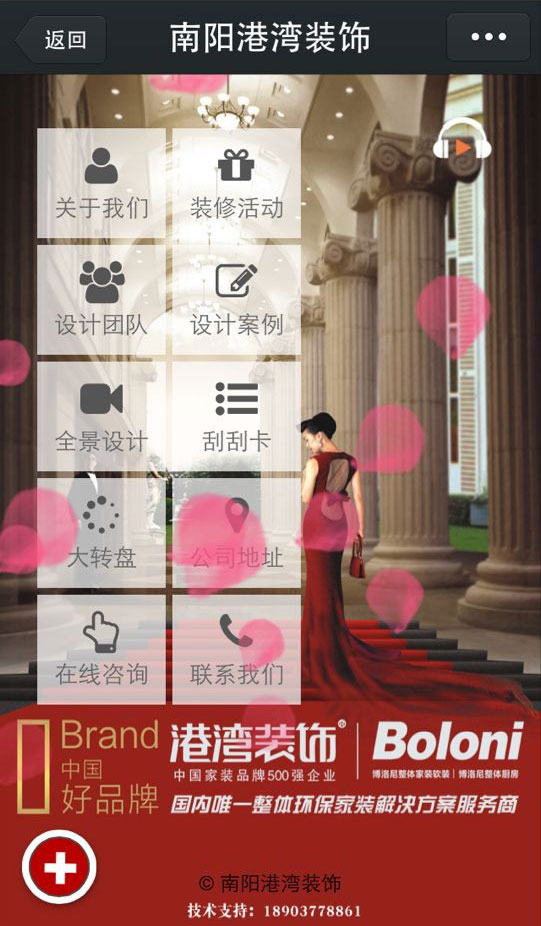 返回
南阳港湾装饰
关于我们
装修活动
设计团队
设计案例
全景设计
刮刮卡
大转盘
公司地址
在线咨询
联系我们
Brand
中国
好品牌
港湾装饰®
中国家装品牌500强企业
Boloni
博洛尼整体家装软装|博洛尼整体厨房
国内唯一整体环保家装解决方案服务商
© 南阳港湾装饰
技术支持：18903778861